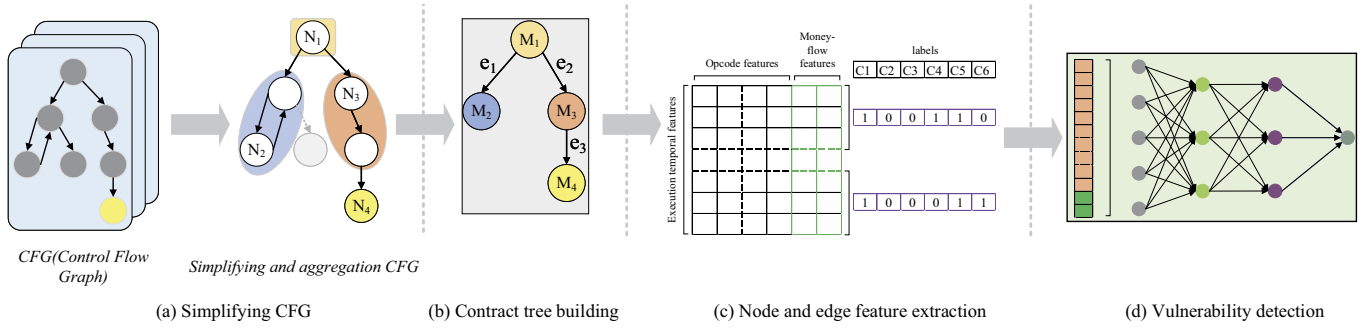 N1
N2
N3
N4
CFG(Control Flow
Graph)
Simplifying and aggregation CFG
(a) Simplifying CFG
M1
e1
e2
M2
M3
e3
M4
(b) Contract tree building
Opcode features
Money-
flow
features
labels
C1 C2 C3 C4 C5 C6
Execution temporal features
1 0 0 1 1 0
1 0 0 0 1 1
(c) Node and edge feature extraction
(d) Vulnerability detection